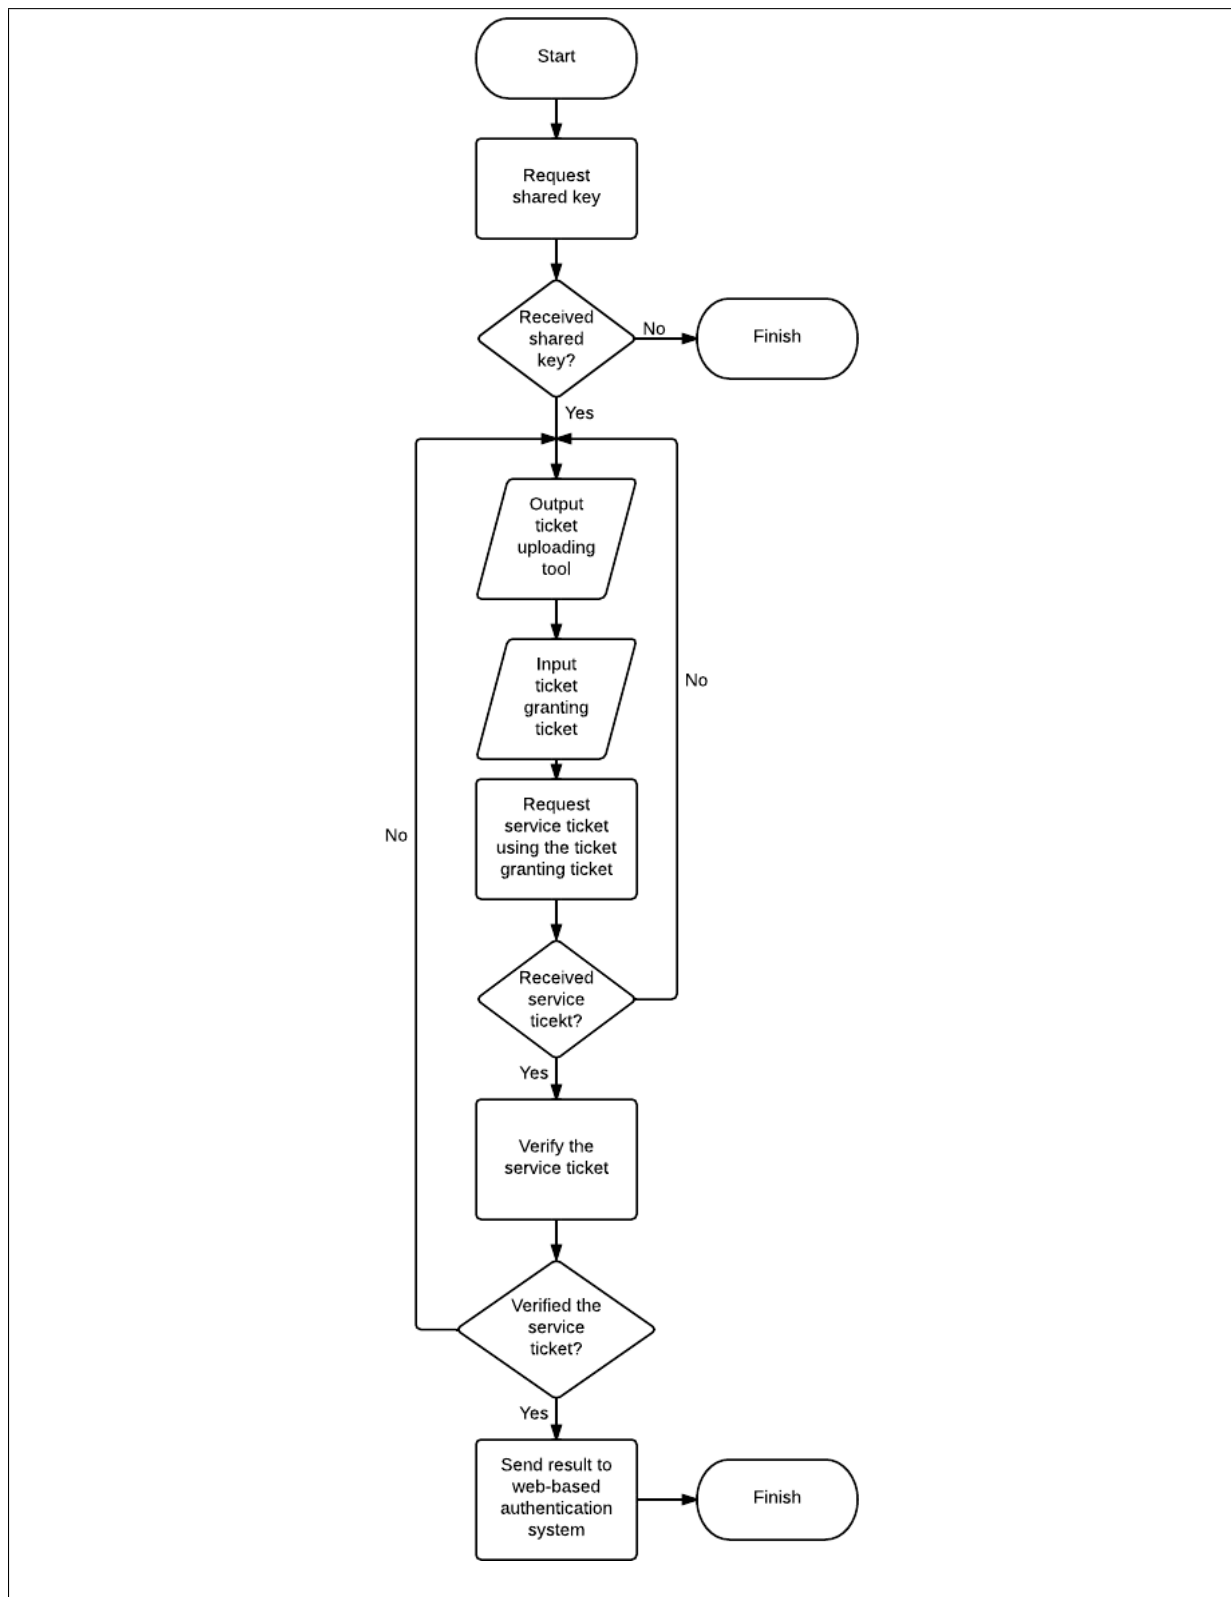 Start
Request
shared key
Received
shared
key?
No
Finish
Yes
Output
ticket
uploading
tool
Input
ticket
granting
ticket
No
Request
service ticket
using the ticket
granting ticket
No
Received
service
ticekt?
Yes
Verify the
service ticket
Verified the
service
ticket?
Yes
Send result to
web-based
authentication
system
Finish